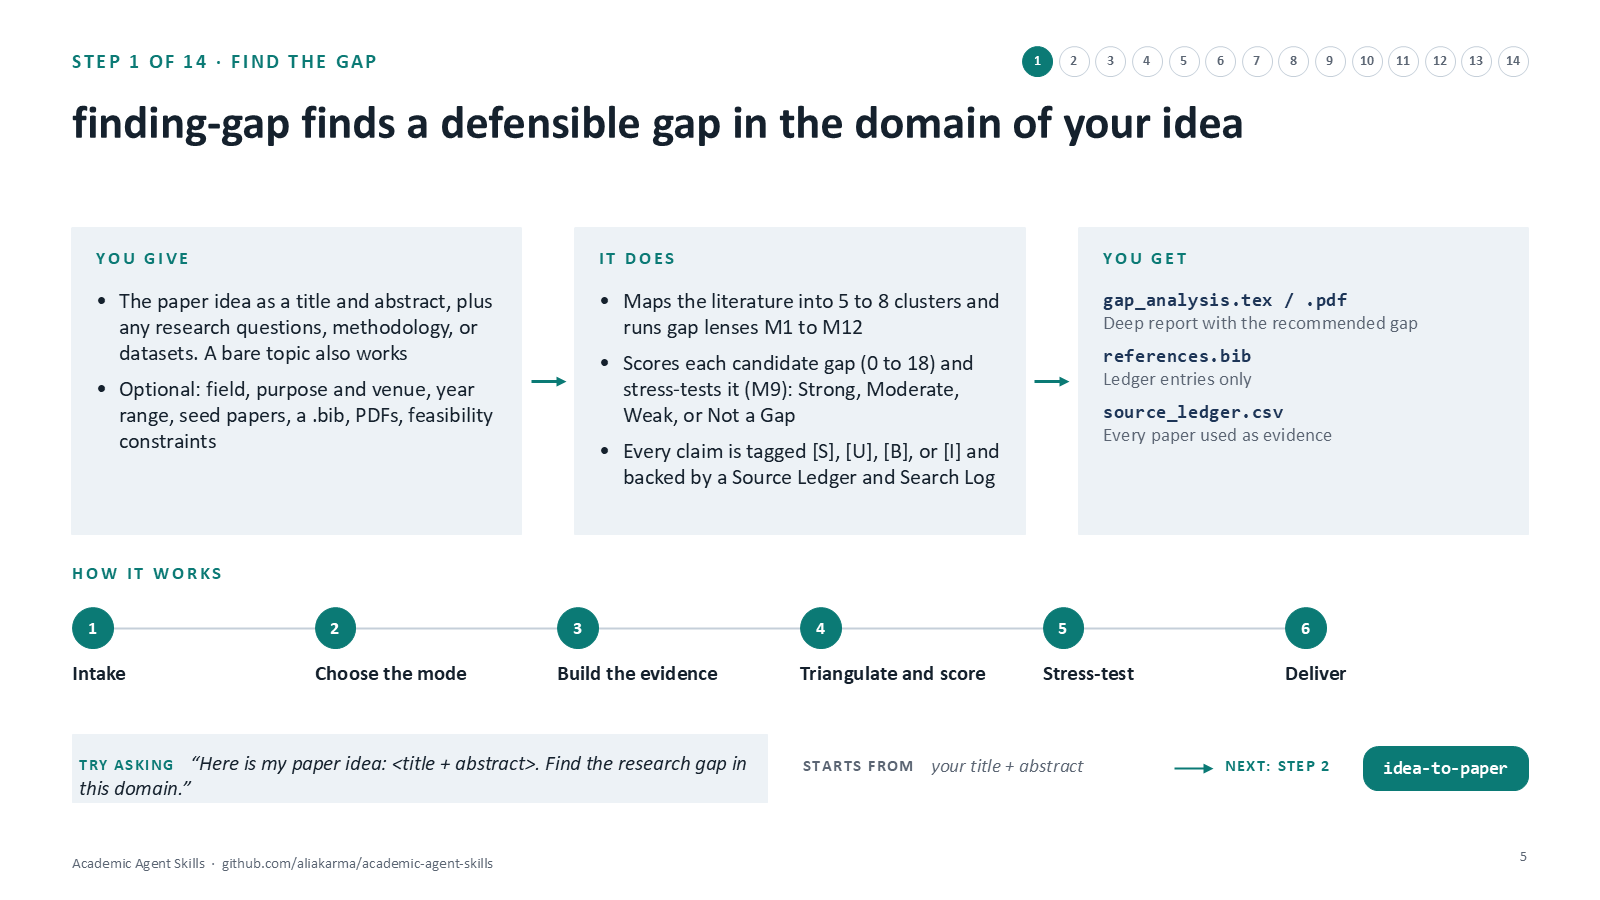 STEP 1 OF 14 · FIND THE GAP
1 2 3 4 5 6 7 8 9 10 11 12 13 14
finding-gap finds a defensible gap in the domain of your idea
YOU GIVE
• The paper idea as a title and abstract, plus
any research questions, methodology, or
datasets. A bare topic also works
• Optional: field, purpose and venue, year
range, seed papers, a .bib, PDFs, feasibility
constraints
IT DOES
• Maps the literature into 5 to 8 clusters and
runs gap lenses M1 to M12
• Scores each candidate gap (0 to 18) and
stress-tests it (M9): Strong, Moderate,
Weak, or Not a Gap
• Every claim is tagged [S], [U], [B], or [I] and
backed by a Source Ledger and Search Log
YOU GET
gap_analysis.tex / .pdf
Deep report with the recommended gap
references.bib
Ledger entries only
source_ledger.csv
Every paper used as evidence
HOW IT WORKS
1 2 3 4 5 6
Intake Choose the mode Build the evidence Triangulate and score Stress-test Deliver
TRY ASKING “Here is my paper idea: <title + abstract>. Find the research gap in
this domain.”
STARTS FROM your title + abstract
NEXT: STEP 2 idea-to-paper
Academic Agent Skills · github.com/aliakarma/academic-agent-skills
5